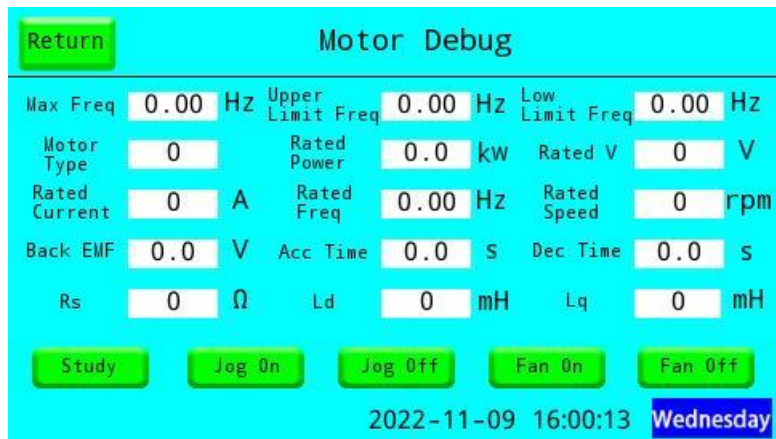 Return Motor Debug
Max Freq 0.00 Hz Upper Limit Freq 0.00 Hz Low Limit Freq 0.00 Hz
Motor Type 0 Rated Power 0.0 kw Rated V 0 V
Rated Current 0 A Rated Freq 0.00 Hz Rated Speed 0 rpm
Back EMF 0.0 V Acc Time 0.0 s Dec Time 0.0 s
Rs 0 Ω Ld 0 mH Lq 0 mH
Study Jog On Jog Off Fan On Fan Off
2022-11-09 16:00:13 Wednesday